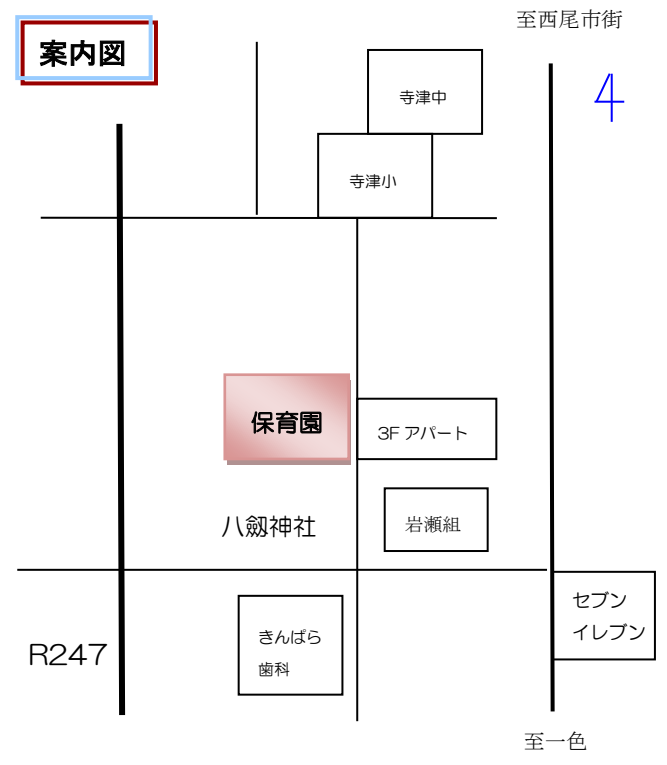 至西尾市街
案内図
4
寺津中
寺津小
保育園
3F アパート
八剱神社
岩瀬組
セブン
イレブン
きんぱら
歯科
R247
至一色